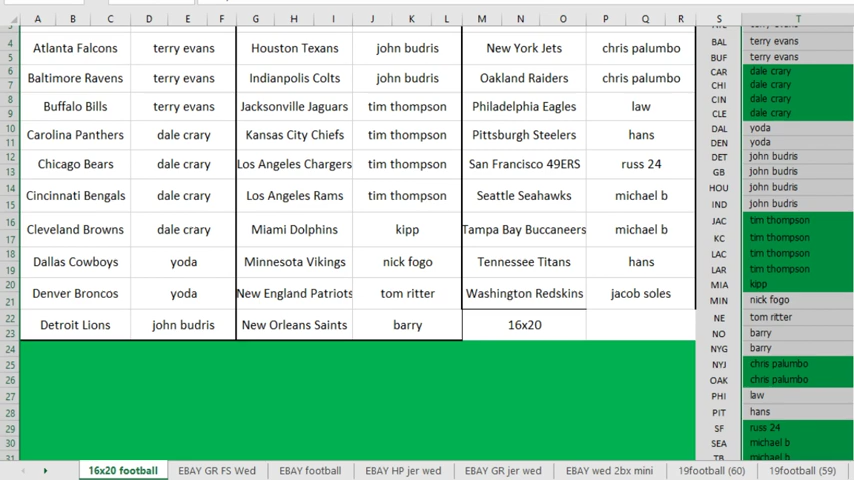 A B C D E F G H I J K L M N O P Q R S T
4 Atlanta Falcons terry evans Houston Texans john budris New York Jets chris palumbo BAL terry evans
5 BUF terry evans
6 Baltimore Ravens terry evans Indianpolis Colts john budris Oakland Raiders chris palumbo CAR dale crary
7 CHI dale crary
8 Buffalo Bills terry evans Jacksonville Jaguars tim thompson Philadelphia Eagles law CIN dale crary
9 CLE dale crary
10 Carolina Panthers dale crary Kansas City Chiefs tim thompson Pittsburgh Steelers hans DAL yoda
11 DEN yoda
12 Chicago Bears dale crary Los Angeles Chargers tim thompson San Francisco 49ERS russ 24 DET john budris
13 GB john budris
14 Cincinnati Bengals dale crary Los Angeles Rams tim thompson Seattle Seahawks michael b HOU john budris
15 IND john budris
16 Cleveland Browns dale crary Miami Dolphins kipp Tampa Bay Buccaneers michael b JAC tim thompson
17 KC tim thompson
18 Dallas Cowboys yoda Minnesota Vikings nick fogo Tennessee Titans hans LAC tim thompson
19 LAR tim thompson
20 Denver Broncos yoda New England Patriots tom ritter Washington Redskins jacob soles MIA kipp
21 MIN nick fogo
22 Detroit Lions john budris New Orleans Saints barry 16x20 NE tom ritter
23 NO barry
24 NYG barry
25 NYJ chris palumbo
26 OAK chris palumbo
27 PHI law
28 PIT hans
29 SF russ 24
30 SEA michael b
31 TB michael b
16x20 football EBAY GR FS Wed EBAY football EBAY HP jer wed EBAY GR jer wed EBAY wed 2bx mini 19football (60) 19football (59)